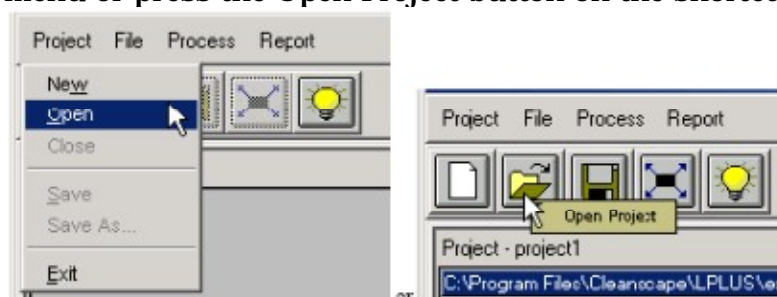 menu or press the Open Project button on the shortcut
Project File Process Report
New
Open
Close
Save
Save As...
Exit
or
Project File Process Report
Open Project
Project - project1
C:\Program Files\Cleanscape\LPLUS\e